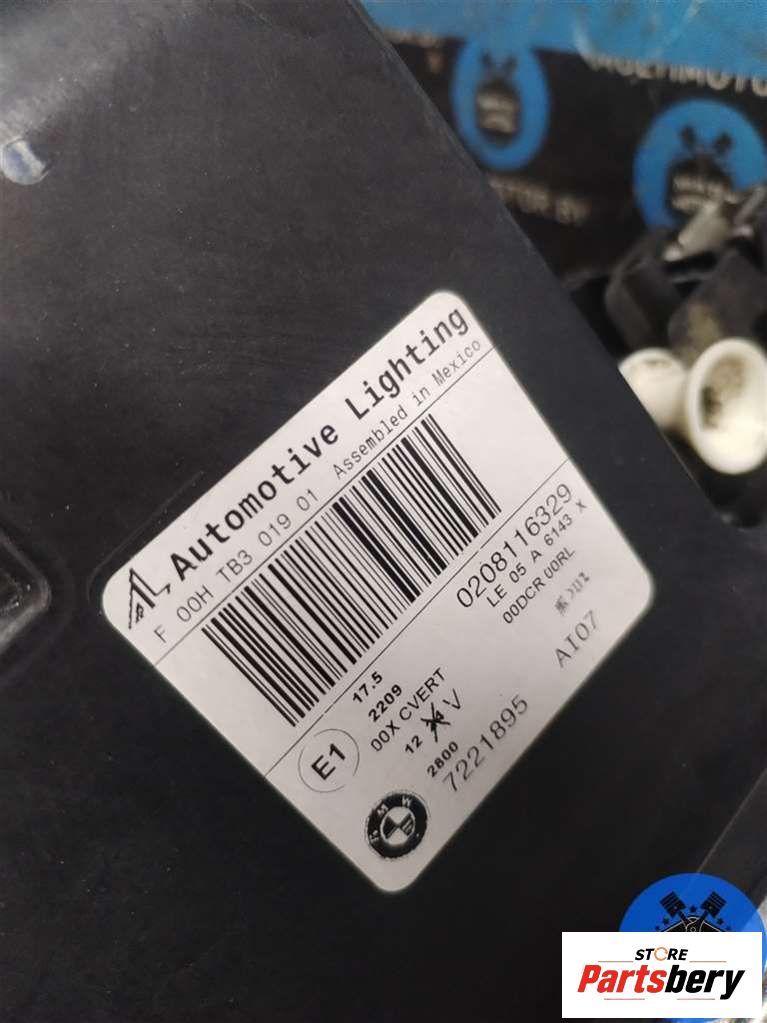 Automotive Lighting
F 00H TB3 019 01 Assembled in Mexico
0208116329
LE 05 A 6143 X
00DCR 00RL
17.5
2209
00X CVERT
12 V
E1
2800
7221895
AI07
BMW
STORE
Partsbery